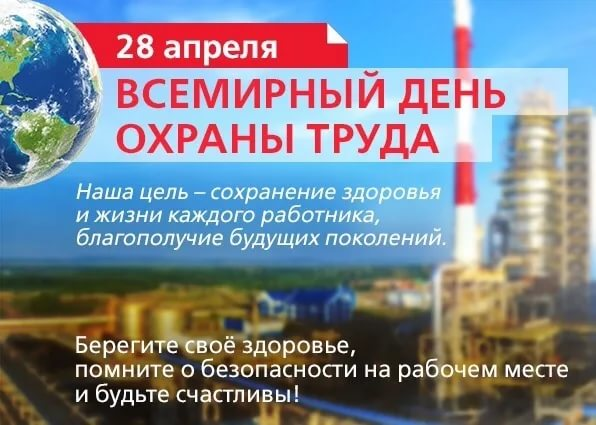 28 апреля
ВСЕМИРНЫЙ ДЕНЬ
ОХРАНЫ ТРУДА
Наша цель – сохранение здоровья
и жизни каждого работника,
благополучие будущих поколений.
Берегите своё здоровье,
помните о безопасности на рабочем месте
и будьте счастливы!